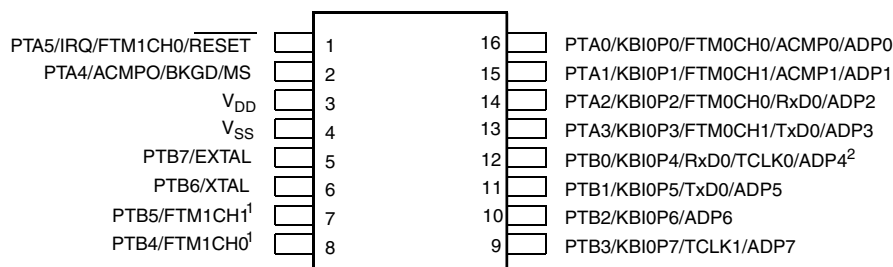 PTA5/IRQ/FTM1CH0/RESET 1 16 PTA0/KBI0P0/FTM0CH0/ACMP0/ADP0
PTA4/ACMPO/BKGD/MS 2 15 PTA1/KBI0P1/FTM0CH1/ACMP1/ADP1
VDD 3 14 PTA2/KBI0P2/FTM0CH0/RxD0/ADP2
VSS 4 13 PTA3/KBI0P3/FTM0CH1/TxD0/ADP3
PTB7/EXTAL 5 12 PTB0/KBI0P4/RxD0/TCLK0/ADP4²
PTB6/XTAL 6 11 PTB1/KBI0P5/TxD0/ADP5
PTB5/FTM1CH1¹ 7 10 PTB2/KBI0P6/ADP6
PTB4/FTM1CH0¹ 8 9 PTB3/KBI0P7/TCLK1/ADP7